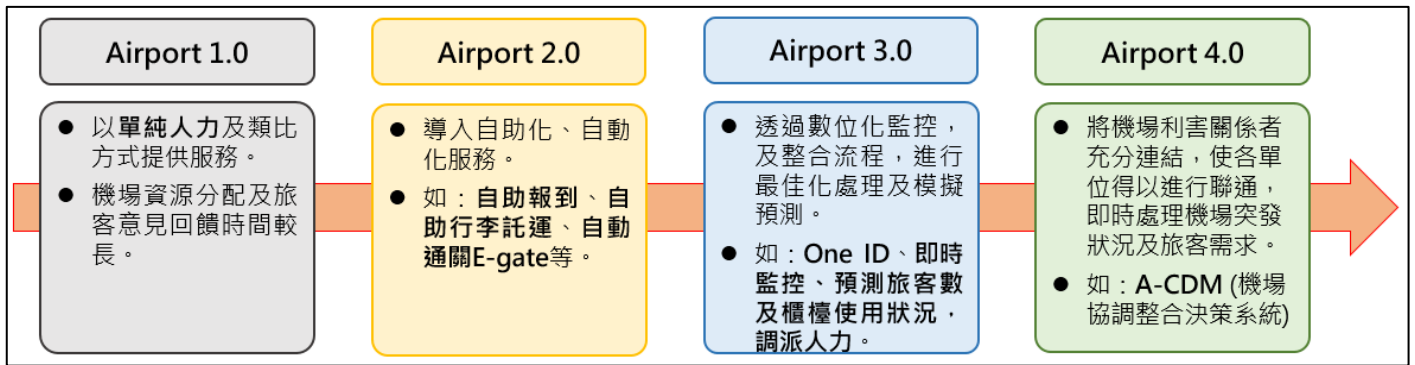 Airport 1.0
● 以單純人力及類比
方式提供服務。
● 機場資源分配及旅
客意見回饋時間較
長。
Airport 2.0
● 導入自助化、自動
化服務。
● 如：自助報到、自
助行李託運、自動
通關E-gate等。
Airport 3.0
● 透過數位化監控，
及整合流程，進行
最佳化處理及模擬
預測。
● 如：One ID、即時
監控、預測旅客數
及櫃檯使用狀況，
調派人力。
Airport 4.0
● 將機場利害關係者
充分連結，使各單
位得以進行聯通，
即時處理機場突發
狀況及旅客需求。
● 如：A-CDM (機場
協調整合決策系統)